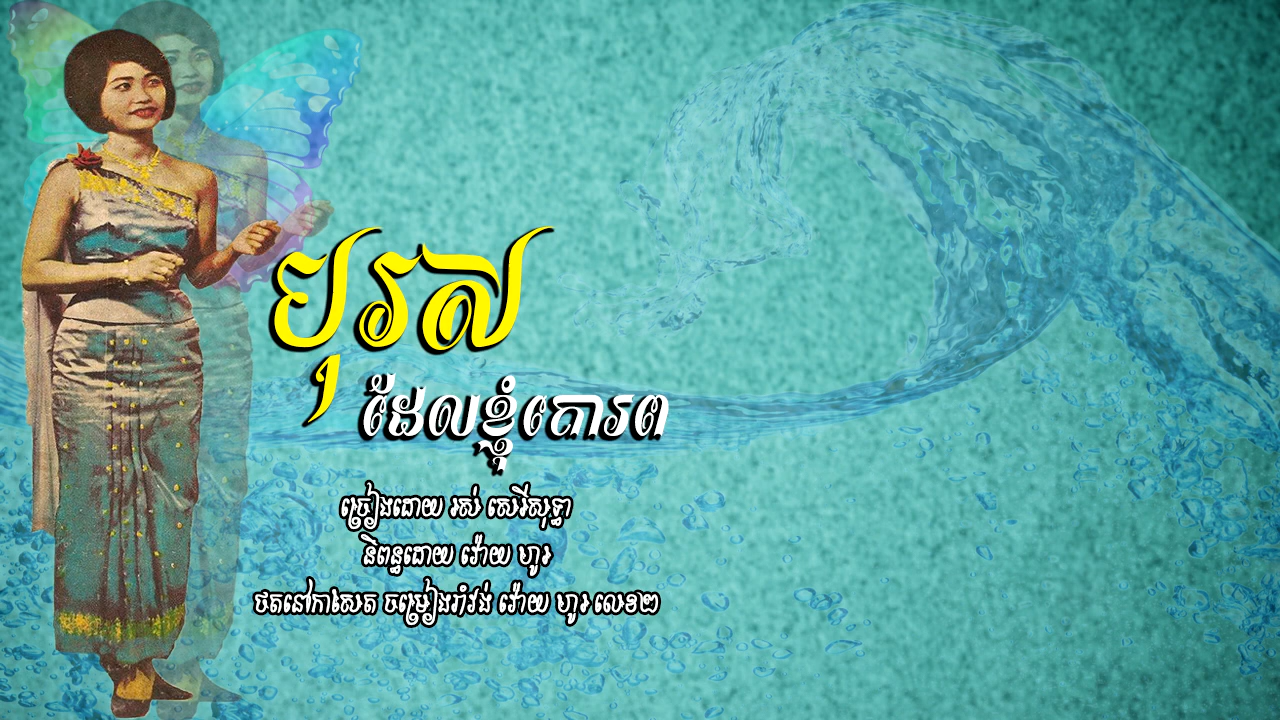 បុរស
ដែលខ្ញុំគោរព
ច្រៀងដោយ រស់ សេរីសុទ្ធា
និពន្ធដោយ វ៉ោយ ហូរ
ថតនៅកាសែត ចម្រៀងរាំវង់ វ៉ោយ ហូរ លេខ២